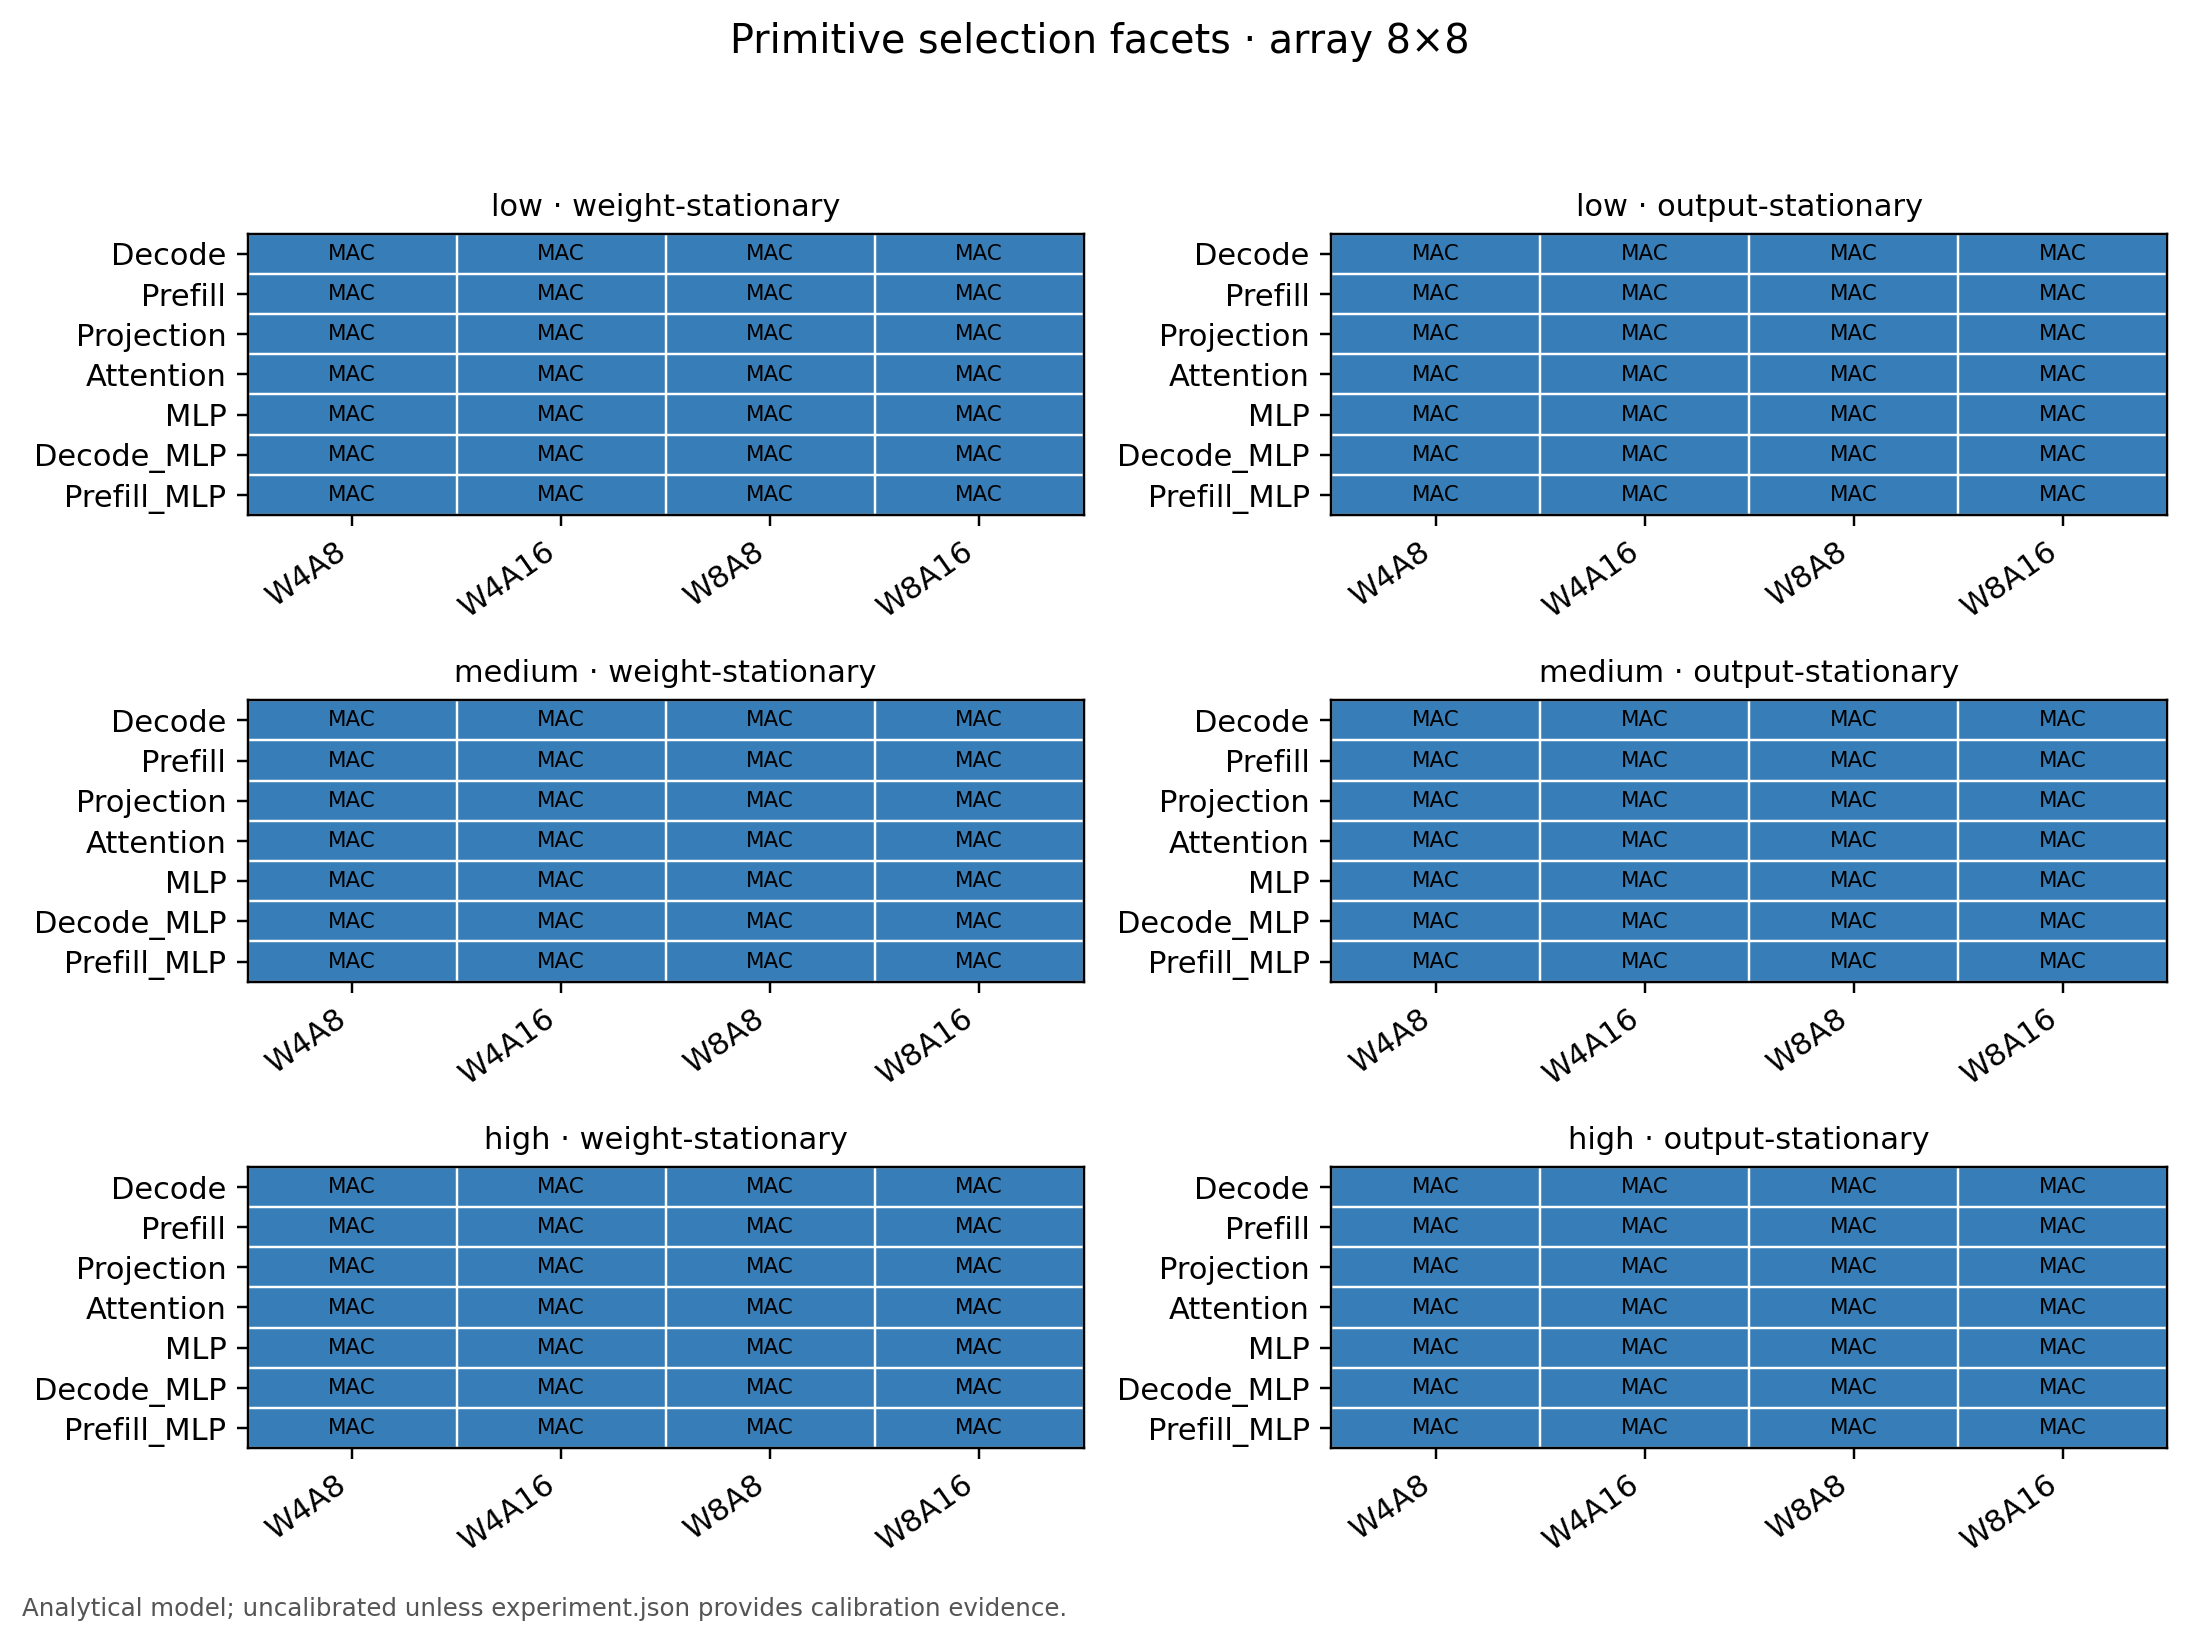 Primitive selection facets · array 8×8
low · weight-stationary
Decode MAC MAC MAC MAC
Prefill MAC MAC MAC MAC
Projection MAC MAC MAC MAC
Attention MAC MAC MAC MAC
MLP MAC MAC MAC MAC
Decode_MLP MAC MAC MAC MAC
Prefill_MLP MAC MAC MAC MAC
W4A8 W4A16 W8A8 W8A16
low · output-stationary
Decode MAC MAC MAC MAC
Prefill MAC MAC MAC MAC
Projection MAC MAC MAC MAC
Attention MAC MAC MAC MAC
MLP MAC MAC MAC MAC
Decode_MLP MAC MAC MAC MAC
Prefill_MLP MAC MAC MAC MAC
W4A8 W4A16 W8A8 W8A16
medium · weight-stationary
Decode MAC MAC MAC MAC
Prefill MAC MAC MAC MAC
Projection MAC MAC MAC MAC
Attention MAC MAC MAC MAC
MLP MAC MAC MAC MAC
Decode_MLP MAC MAC MAC MAC
Prefill_MLP MAC MAC MAC MAC
W4A8 W4A16 W8A8 W8A16
medium · output-stationary
Decode MAC MAC MAC MAC
Prefill MAC MAC MAC MAC
Projection MAC MAC MAC MAC
Attention MAC MAC MAC MAC
MLP MAC MAC MAC MAC
Decode_MLP MAC MAC MAC MAC
Prefill_MLP MAC MAC MAC MAC
W4A8 W4A16 W8A8 W8A16
high · weight-stationary
Decode MAC MAC MAC MAC
Prefill MAC MAC MAC MAC
Projection MAC MAC MAC MAC
Attention MAC MAC MAC MAC
MLP MAC MAC MAC MAC
Decode_MLP MAC MAC MAC MAC
Prefill_MLP MAC MAC MAC MAC
W4A8 W4A16 W8A8 W8A16
high · output-stationary
Decode MAC MAC MAC MAC
Prefill MAC MAC MAC MAC
Projection MAC MAC MAC MAC
Attention MAC MAC MAC MAC
MLP MAC MAC MAC MAC
Decode_MLP MAC MAC MAC MAC
Prefill_MLP MAC MAC MAC MAC
W4A8 W4A16 W8A8 W8A16
Analytical model; uncalibrated unless experiment.json provides calibration evidence.